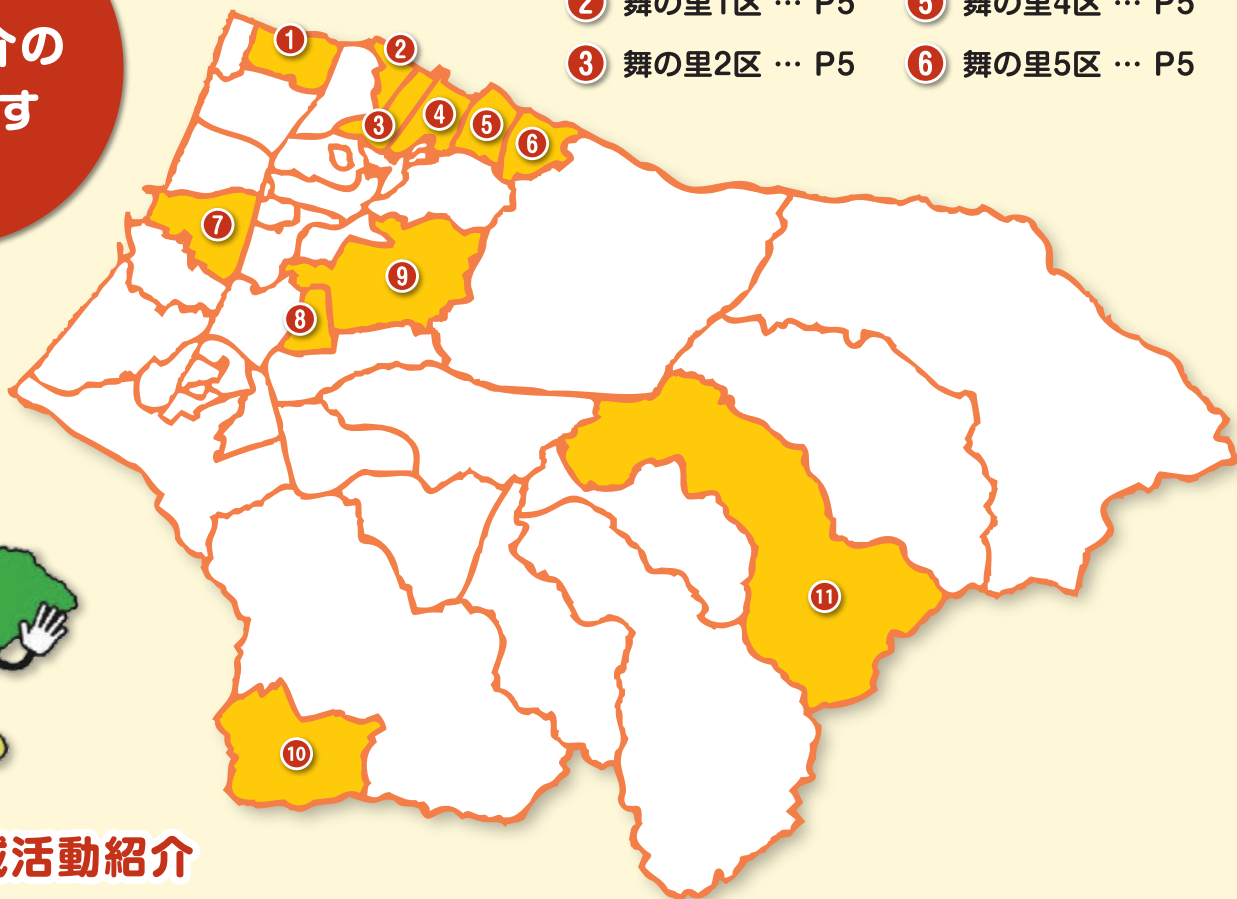 介の
す
② 舞の里1区 … P5 ⑤ 舞の里4区 … P5
③ 舞の里2区 … P5 ⑥ 舞の里5区 … P5
①
②
③
④
⑤
⑥
⑦
⑨
⑧
⑪
⑩
域活動紹介